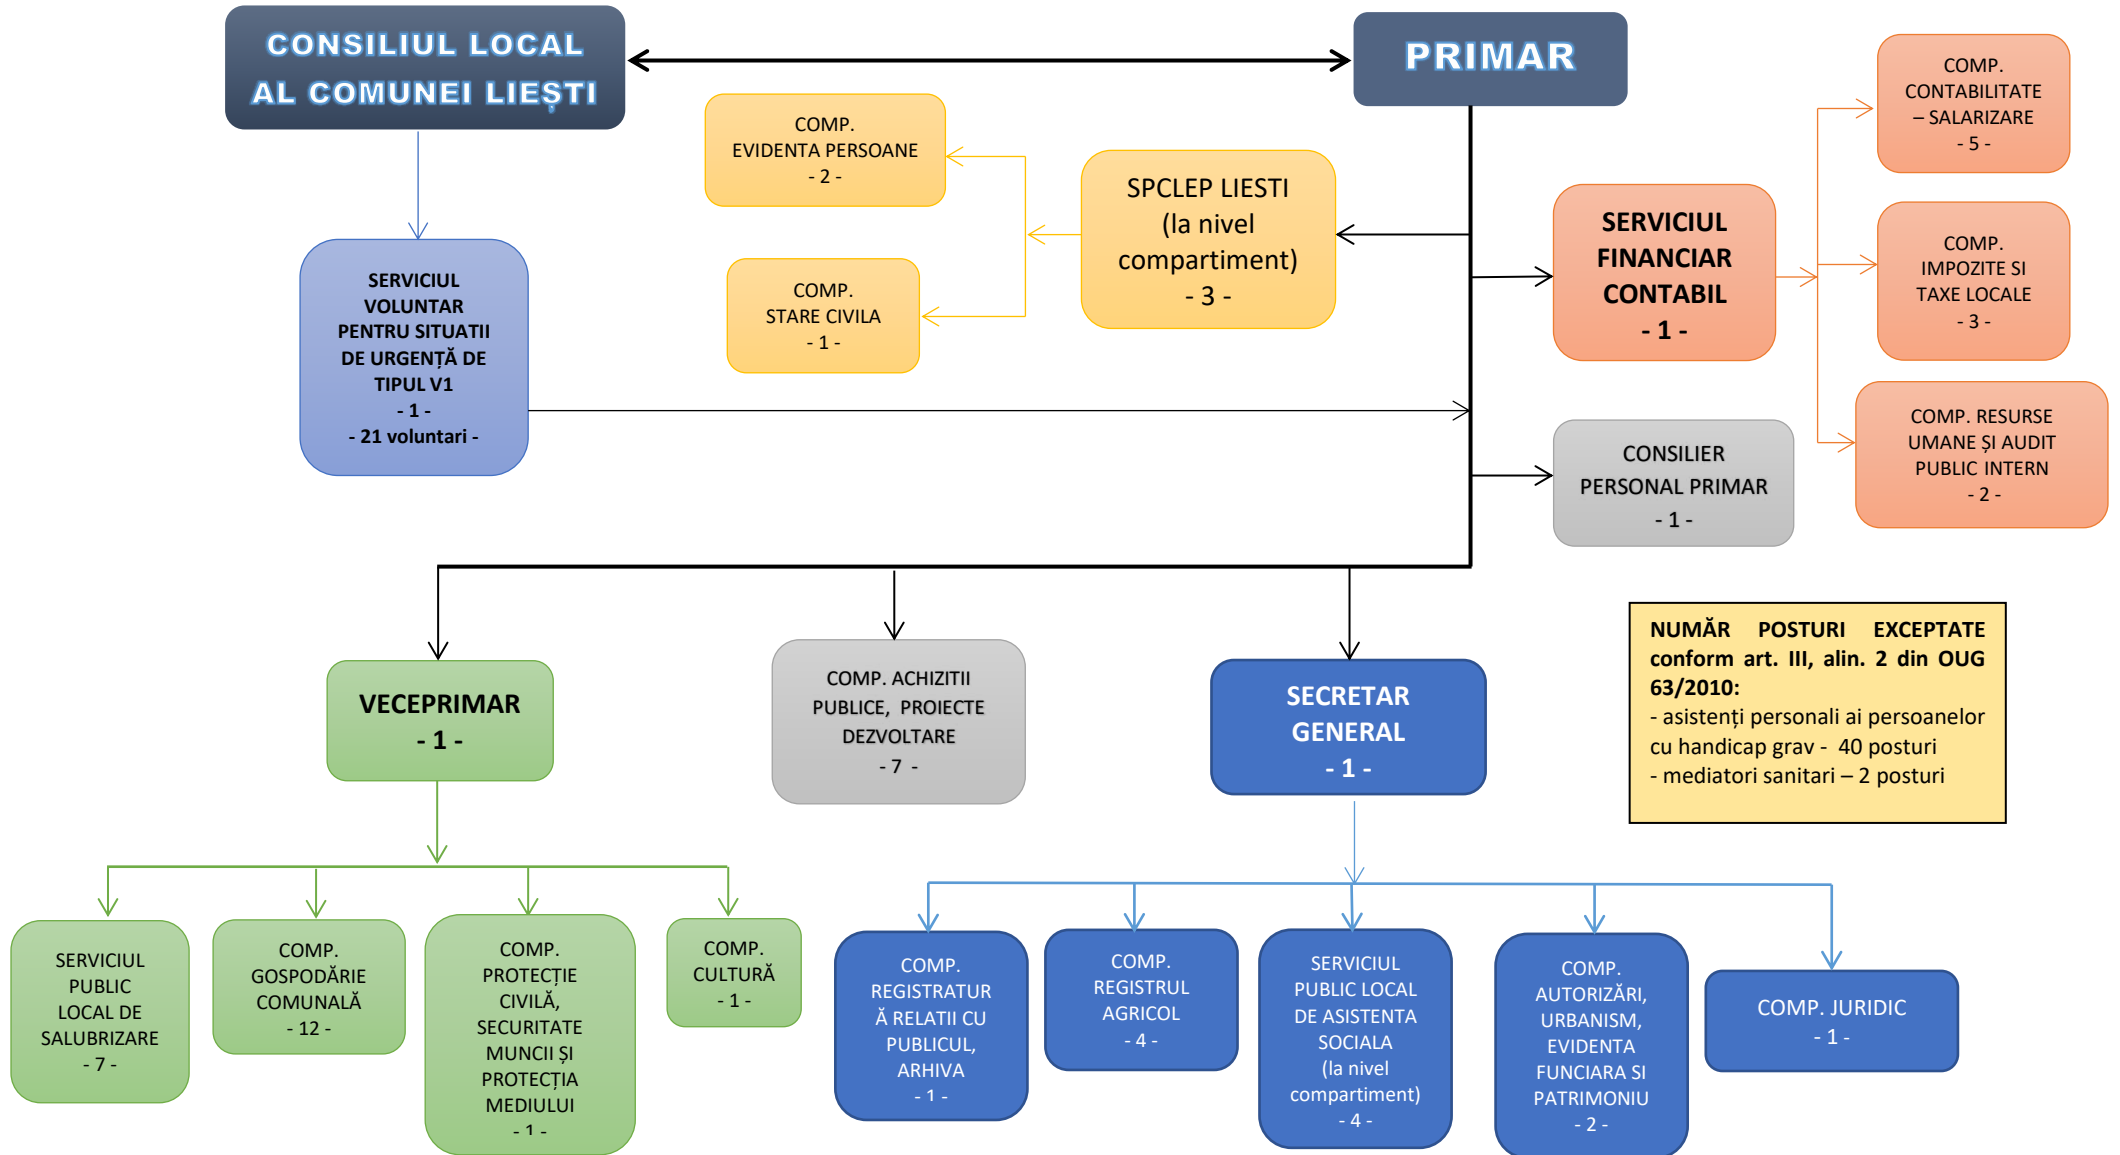 CONSILIUL LOCAL
AL COMUNEI LIEȘTI
PRIMAR
COMP.
CONTABILITATE
– SALARIZARE
- 5 -
COMP.
EVIDENTA PERSOANE
- 2 -
SPCLEP LIESTI
(la nivel
compartiment)
- 3 -
SERVICIUL
FINANCIAR
CONTABIL
- 1 -
COMP.
IMPOZITE SI
TAXE LOCALE
- 3 -
SERVICIUL
VOLUNTAR
PENTRU SITUATII
DE URGENȚĂ DE
TIPUL V1
- 1 -
- 21 voluntari -
COMP.
STARE CIVILA
- 1 -
COMP. RESURSE
UMANE ȘI AUDIT
PUBLIC INTERN
- 2 -
CONSILIER
PERSONAL PRIMAR
- 1 -
VECEPRIMAR
- 1 -
COMP. ACHIZITII
PUBLICE, PROIECTE
DEZVOLTARE
- 7 -
SECRETAR
GENERAL
- 1 -
NUMĂR POSTURI EXCEPTATE
conform art. III, alin. 2 din OUG
63/2010:
- asistenți personali ai persoanelor
cu handicap grav - 40 posturi
- mediatori sanitari – 2 posturi
SERVICIUL
PUBLIC
LOCAL DE
SALUBRIZARE
- 7 -
COMP.
GOSPODĂRIE
COMUNALĂ
- 12 -
COMP.
PROTECȚIE
CIVILĂ,
SECURITATE
MUNCII ȘI
PROTECȚIA
MEDIULUI
- 1 -
COMP.
CULTURĂ
- 1 -
COMP.
REGISTRATUR
Ă RELATII CU
PUBLICUL,
ARHIVA
- 1 -
COMP.
REGISTRUL
AGRICOL
- 4 -
SERVICIUL
PUBLIC LOCAL
DE ASISTENTA
SOCIALA
(la nivel
compartiment)
- 4 -
COMP.
AUTORIZĂRI,
URBANISM,
EVIDENTA
FUNCIARA SI
PATRIMONIU
- 2 -
COMP. JURIDIC
- 1 -